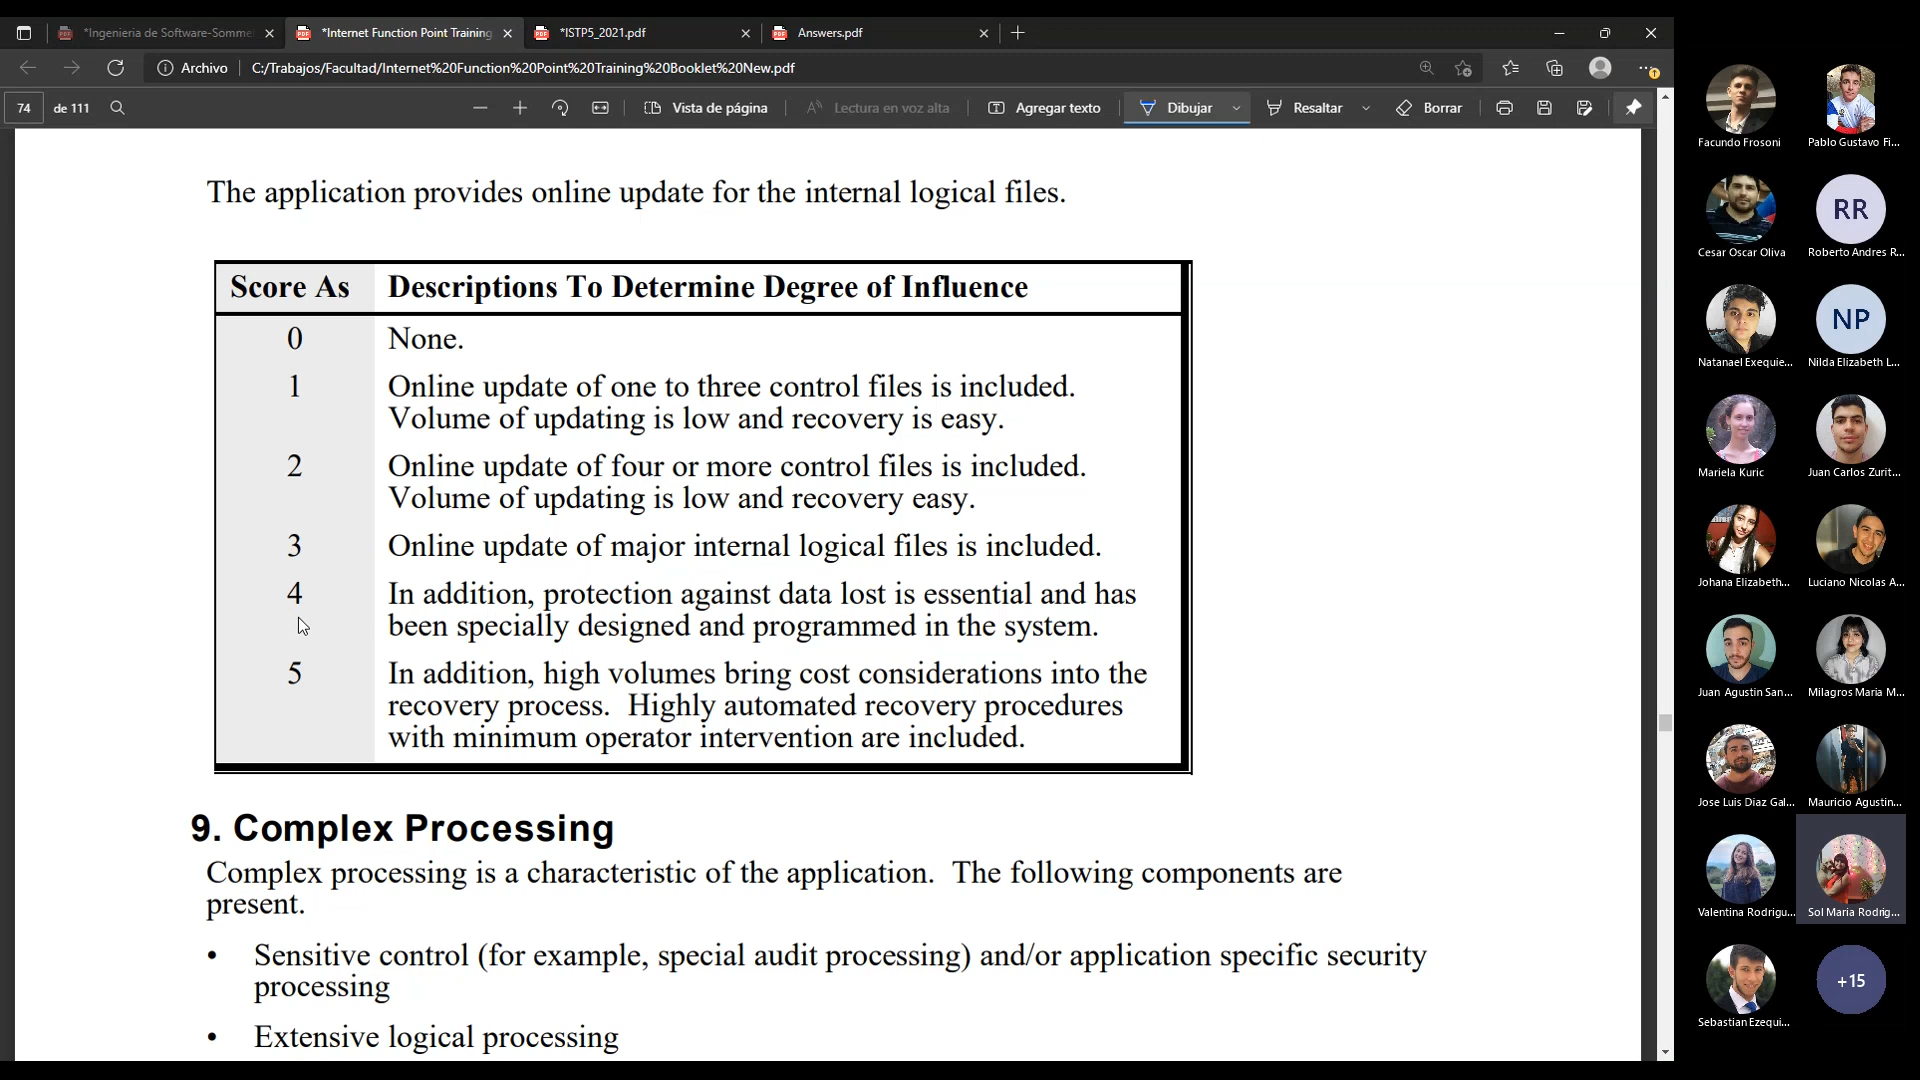 *Ingenieria de Software-Somme
*Internet Function Point Training
*ISTP5_2021.pdf
Answers.pdf
Archivo
C:/Trabajos/Facultad/Internet%20Function%20Point%20Training%20Booklet%20New.pdf
74
de 111
Vista de página
Lectura en voz alta
Agregar texto
Dibujar
Resaltar
Borrar
The application provides online update for the internal logical files.
Score As Descriptions To Determine Degree of Influence
0 None.
1 Online update of one to three control files is included.
Volume of updating is low and recovery is easy.
2 Online update of four or more control files is included.
Volume of updating is low and recovery easy.
3 Online update of major internal logical files is included.
4 In addition, protection against data lost is essential and has
been specially designed and programmed in the system.
5 In addition, high volumes bring cost considerations into the
recovery process.  Highly automated recovery procedures
with minimum operator intervention are included.
9. Complex Processing
Complex processing is a characteristic of the application.  The following components are
present.
• Sensitive control (for example, special audit processing) and/or application specific security
processing
• Extensive logical processing
Facundo Frosoni
Pablo Gustavo Fi...
Cesar Oscar Oliva
RR
Roberto Andres R...
Natanael Exequie...
NP
Nilda Elizabeth L...
Mariela Kuric
Juan Carlos Zurit...
Johana Elizabeth...
Luciano Nicolas A...
Juan Agustin San...
Milagros Maria M...
Jose Luis Diaz Gal...
Mauricio Agustin...
Valentina Rodrigu...
Sol Maria Rodrig...
Sebastian Ezequi...
+15